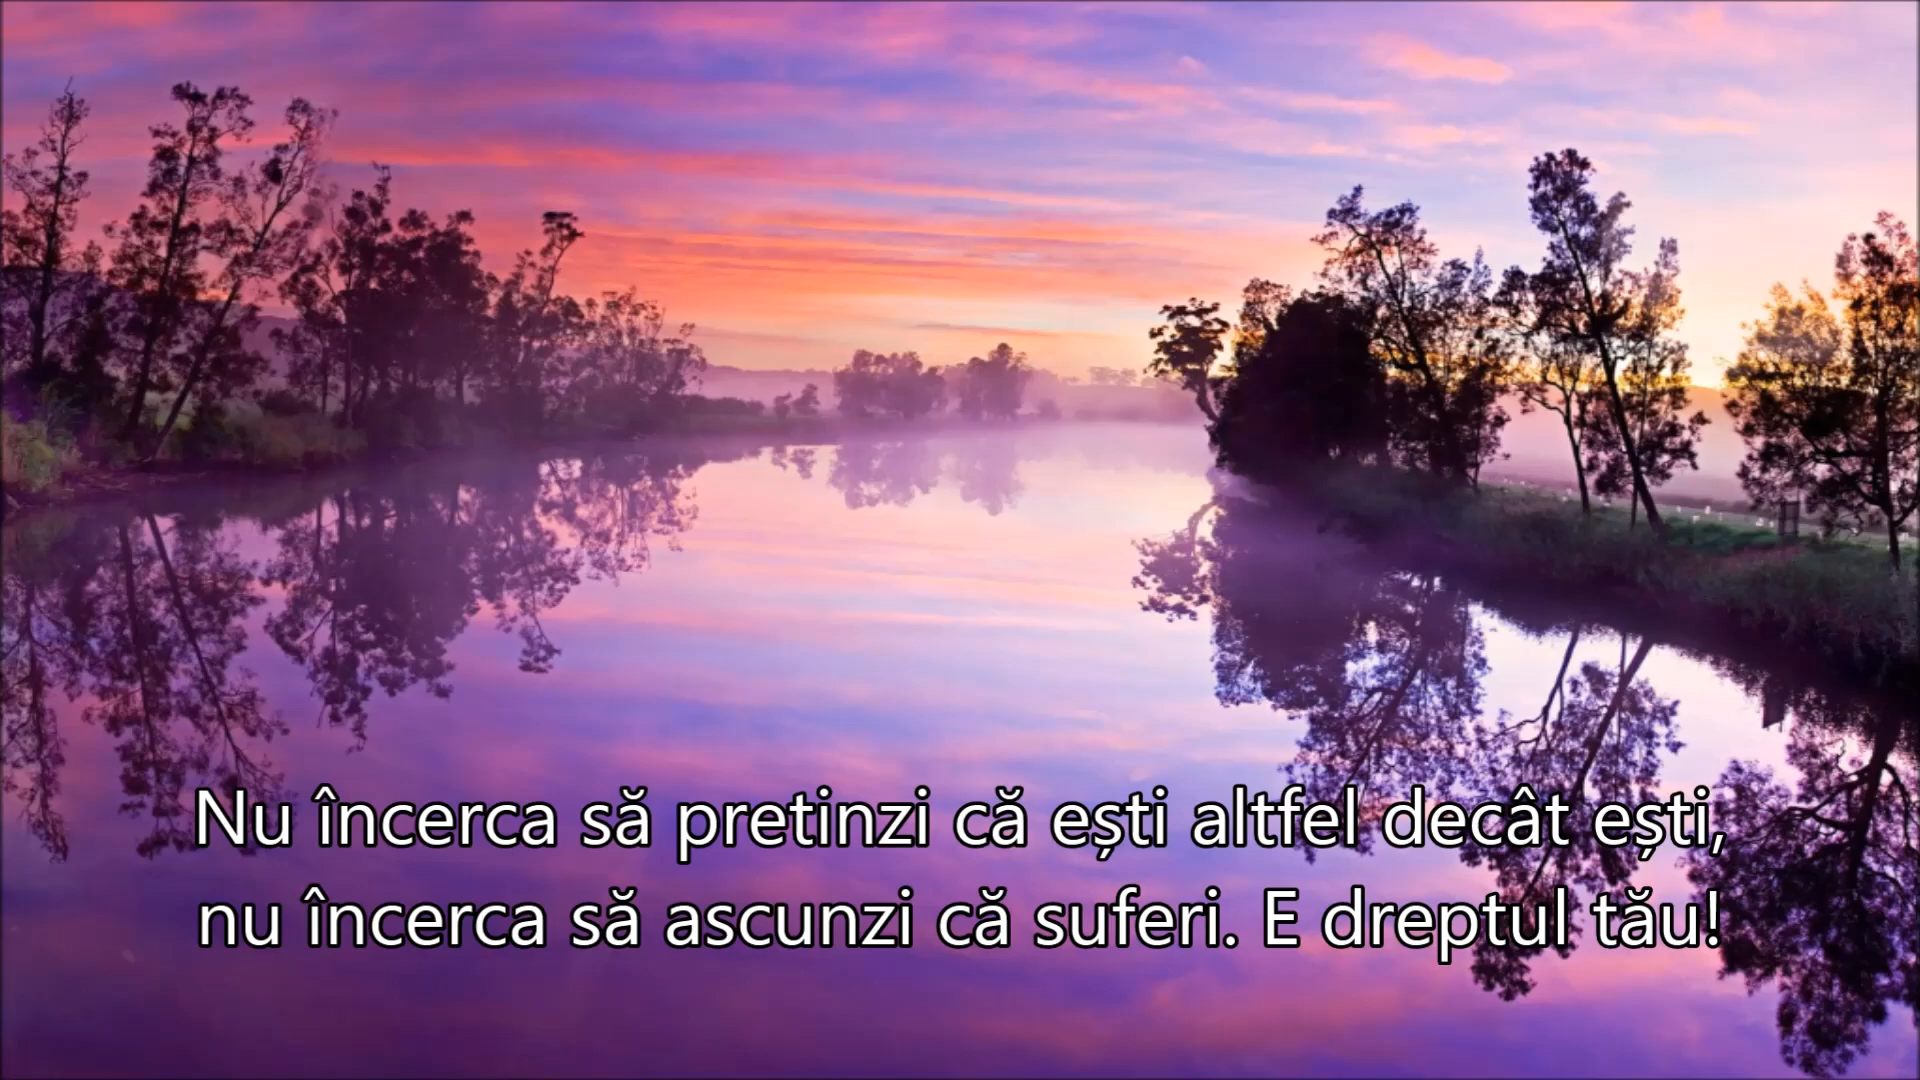 Nu încerca să pretinzi că ești altfel decât ești,
nu încerca să ascunzi că suferi. E dreptul tău!